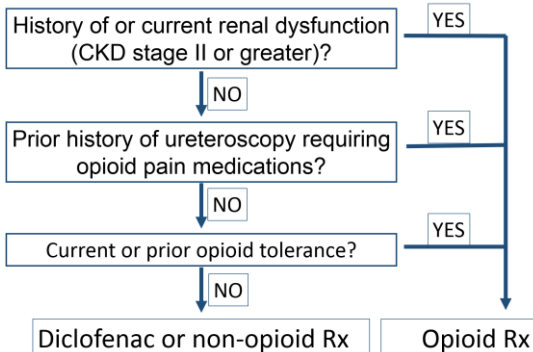 History of or current renal dysfunction
(CKD stage II or greater)?
YES
NO
Prior history of ureteroscopy requiring
opioid pain medications?
YES
NO
Current or prior opioid tolerance?
YES
NO
Diclofenac or non-opioid Rx
Opioid Rx